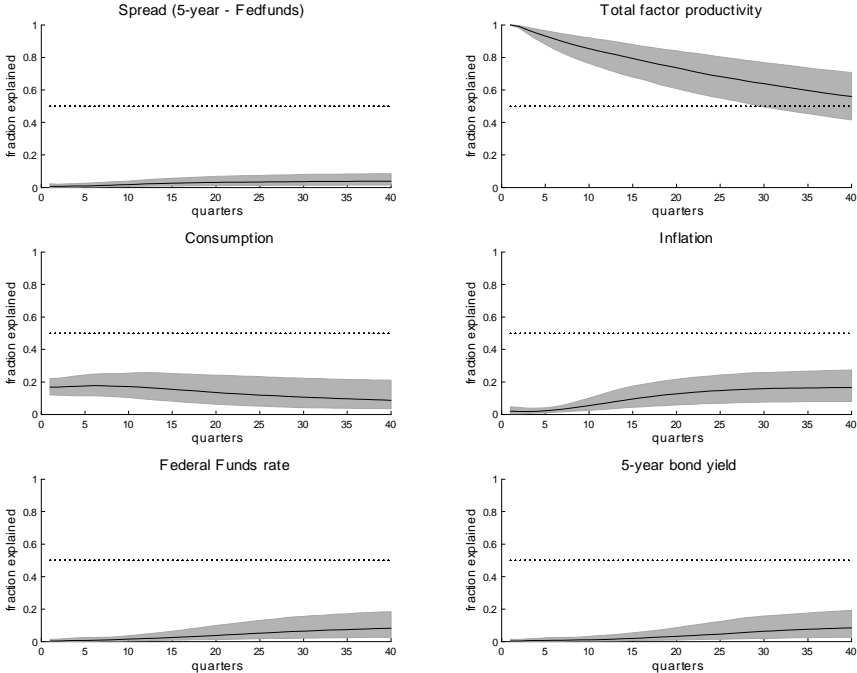 Spread (5-year - Fedfunds)
1
0.8
0.6
0.4
0.2
0
fraction explained
0 5 10 15 20 25 30 35 40
quarters
Total factor productivity
1
0.8
0.6
0.4
0.2
0
fraction explained
0 5 10 15 20 25 30 35 40
quarters
Consumption
1
0.8
0.6
0.4
0.2
0
fraction explained
0 5 10 15 20 25 30 35 40
quarters
Inflation
1
0.8
0.6
0.4
0.2
0
fraction explained
0 5 10 15 20 25 30 35 40
quarters
Federal Funds rate
1
0.8
0.6
0.4
0.2
0
fraction explained
0 5 10 15 20 25 30 35 40
quarters
5-year bond yield
1
0.8
0.6
0.4
0.2
0
fraction explained
0 5 10 15 20 25 30 35 40
quarters